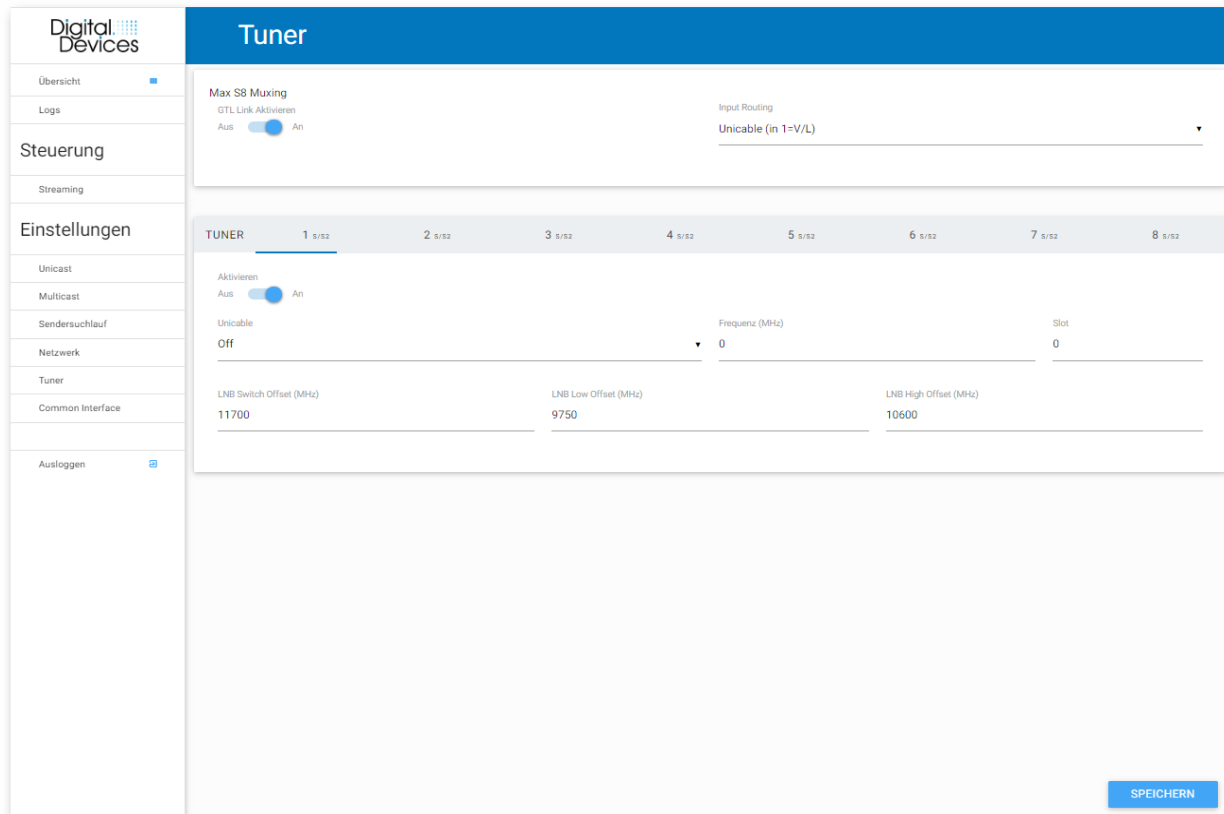 Digital
Devices
Tuner
Übersicht
Logs
Steuerung
Streaming
Einstellungen
Unicast
Multicast
Sendersuchlauf
Netzwerk
Tuner
Common Interface
Ausloggen
Max S8 Muxing
GTL Link Aktivieren
Aus An
Input Routing
Unicable (in 1=V/L)
TUNER 1 S/S2 2 S/S2 3 S/S2 4 S/S2 5 S/S2 6 S/S2 7 S/S2 8 S/S2
Aktivieren
Aus An
Unicable Frequenz (MHz) Slot
Off 0 0
LNB Switch Offset (MHz) LNB Low Offset (MHz) LNB High Offset (MHz)
11700 9750 10600
SPEICHERN